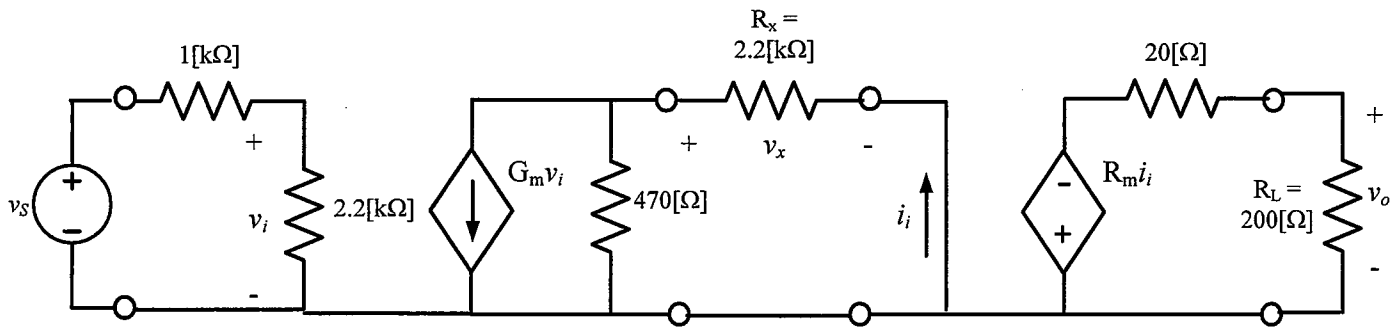 R_x =
2.2[kΩ]
1[kΩ]
20[Ω]
+
+
v_x
-
+
v_S
+
-
v_i
2.2[kΩ]
-
G_m v_i
470[Ω]
i_i
-
+
R_m i_i
R_L =
200[Ω]
v_o
-